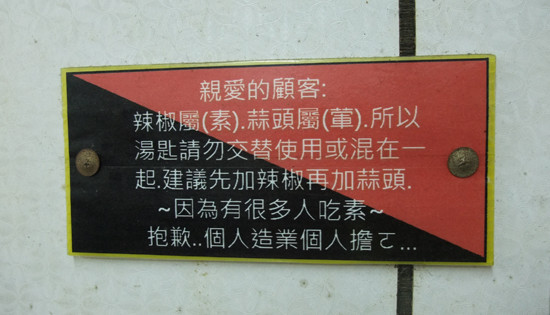 親愛的顧客:
辣椒屬(素).蒜頭屬(葷).所以
湯匙請勿交替使用或混在一
起.建議先加辣椒再加蒜頭.
~因為有很多人吃素~
抱歉..個人造業個人擔ㄛ...